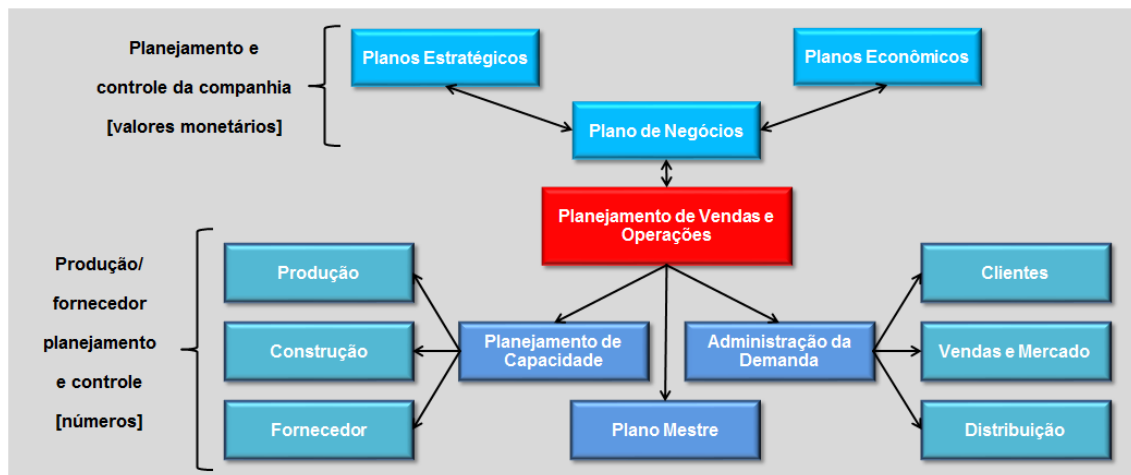 Planejamento e
controle da companhia
[valores monetários]
Planos Estratégicos
Planos Econômicos
Plano de Negócios
Planejamento de Vendas e
Operações
Produção/
fornecedor
planejamento
e controle
[números]
Produção
Construção
Fornecedor
Planejamento de
Capacidade
Administração da
Demanda
Plano Mestre
Clientes
Vendas e Mercado
Distribuição